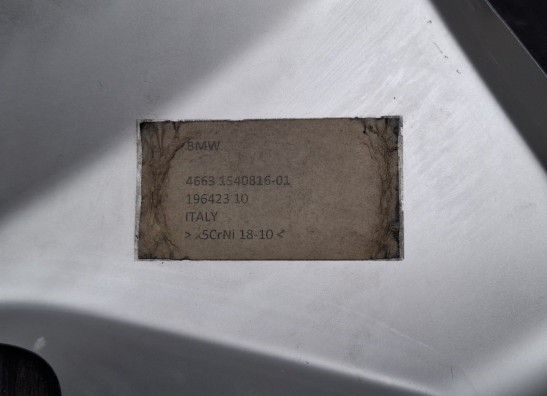 BMW
4663 1540816-01
196423 10
ITALY
> x5CrNi 18-10 <